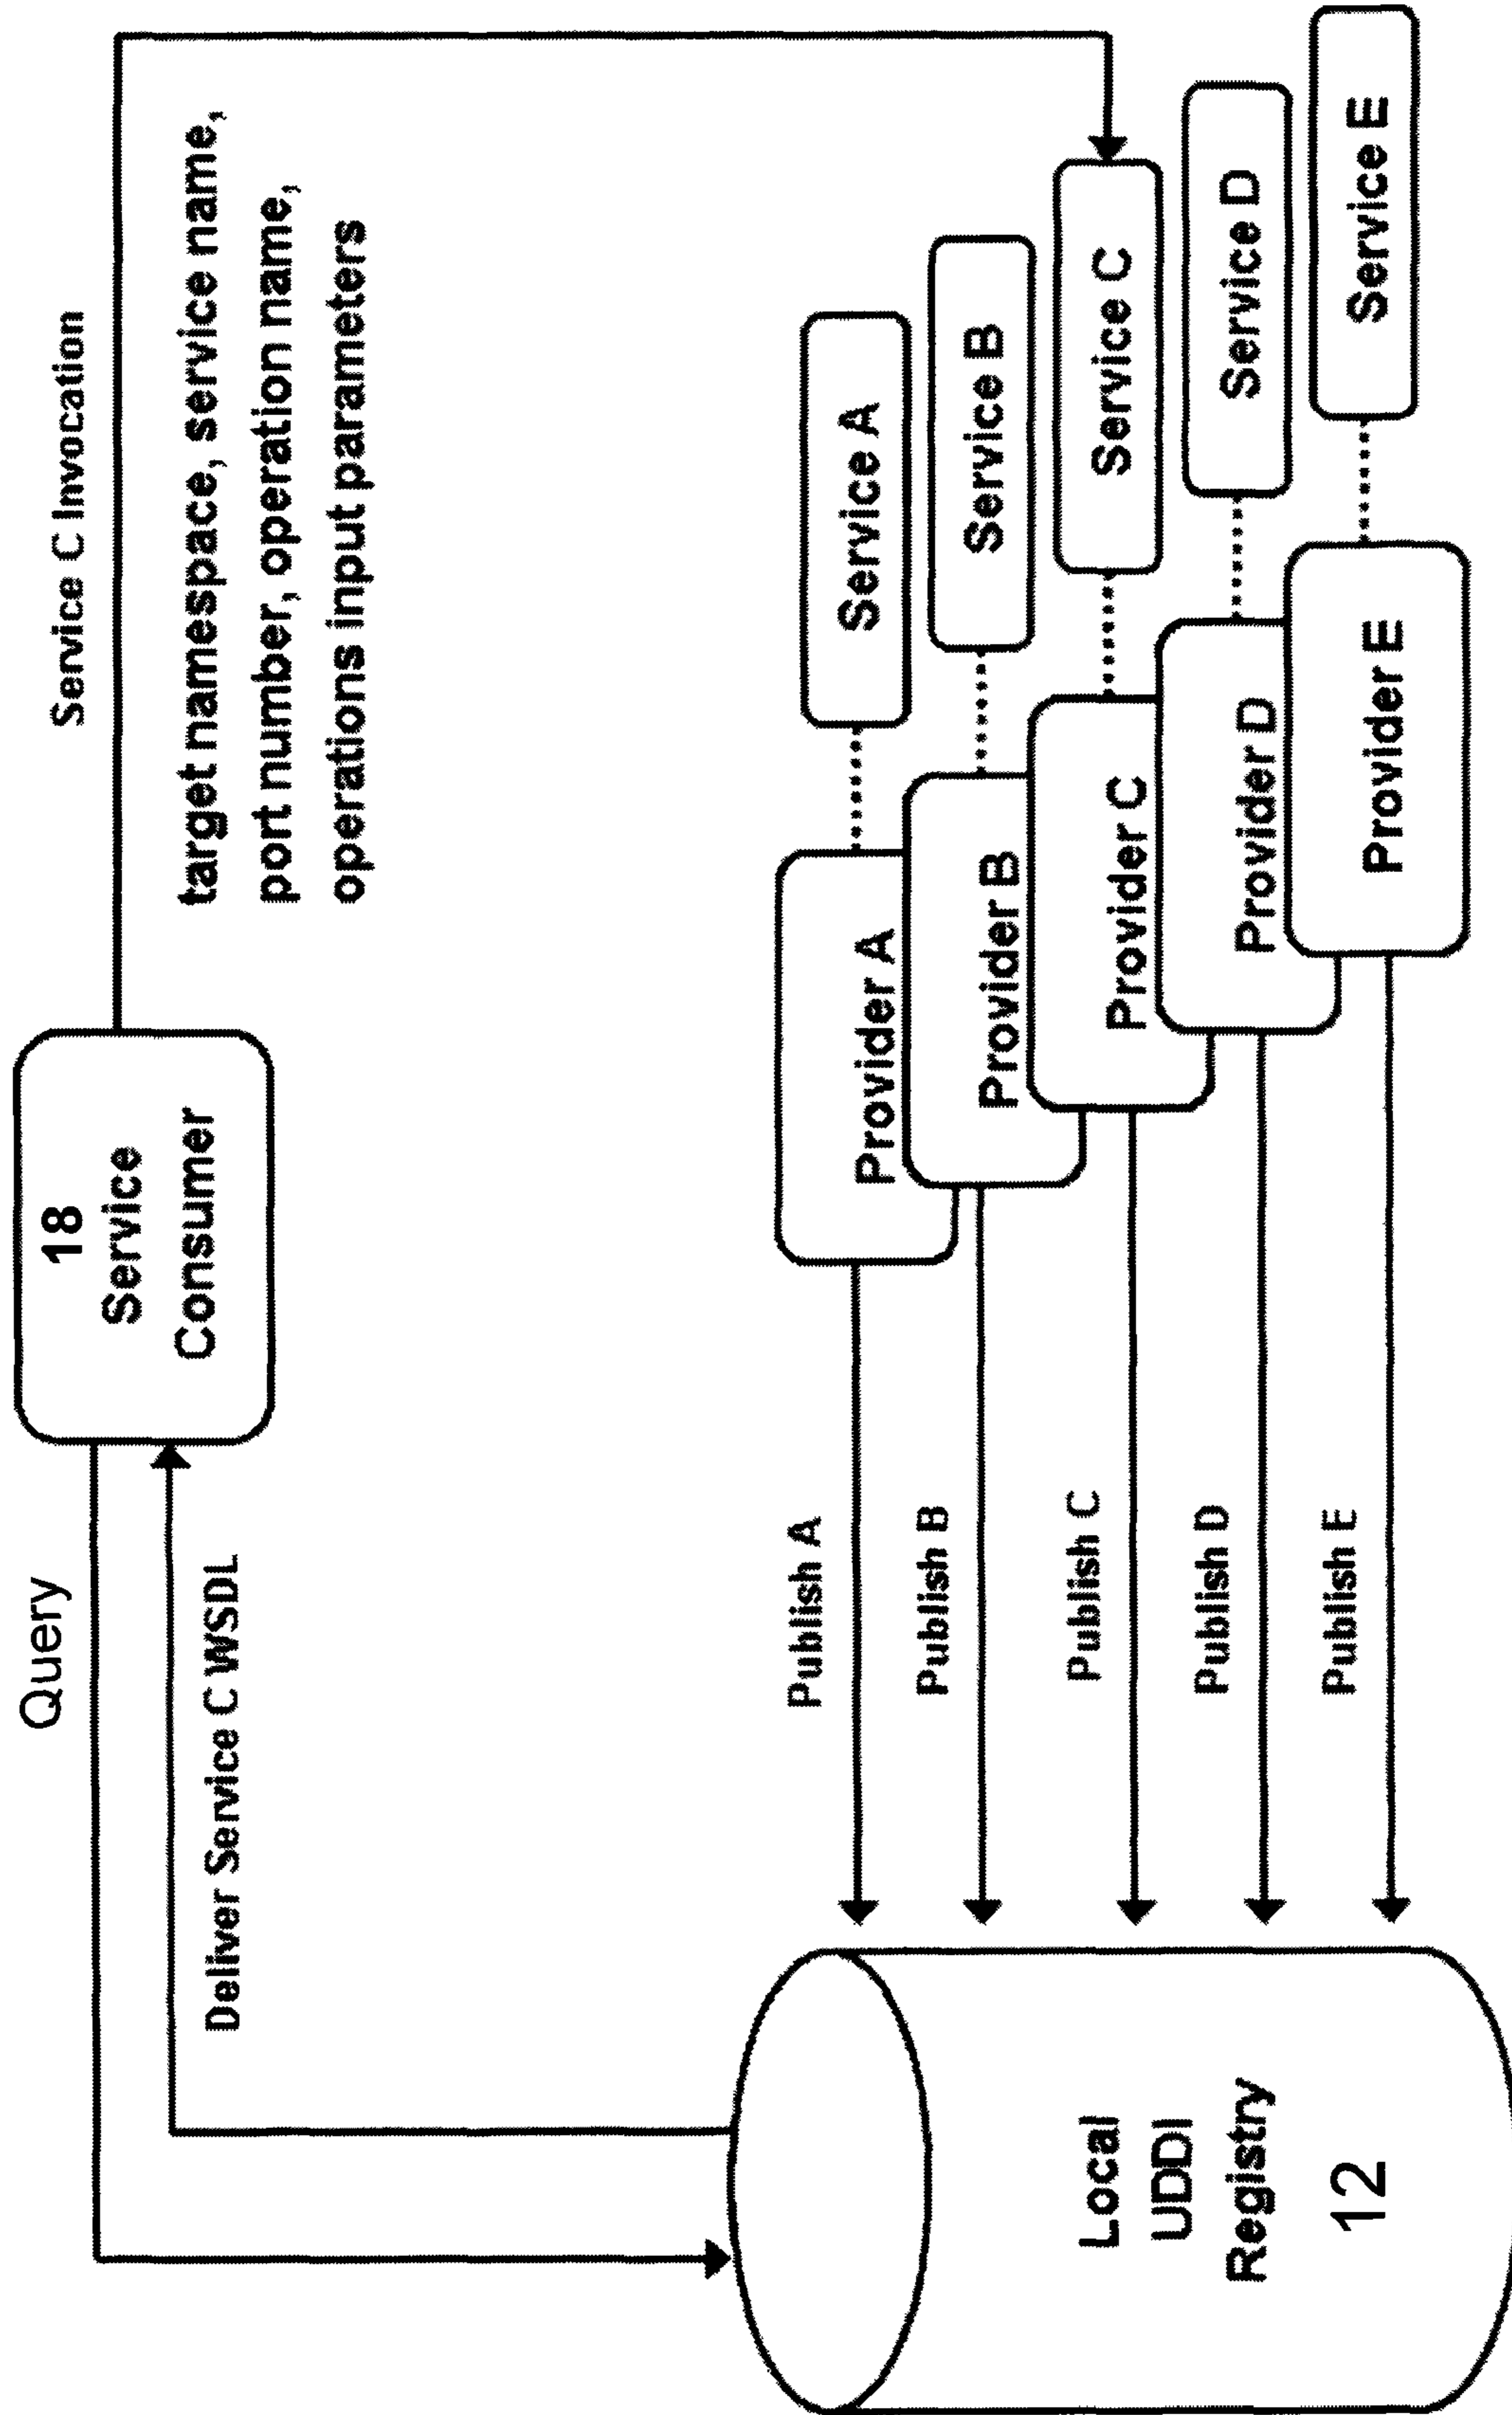 Query
Deliver Service C WSDL
18
Service
Consumer
Service C Invocation
target namespace, service name,
port number, operation name,
operations input parameters
Local
UDDI
Registry
12
Publish A
Provider A
Service A
Publish B
Provider B
Service B
Publish C
Provider C
Service C
Publish D
Provider D
Service D
Publish E
Provider E
Service E